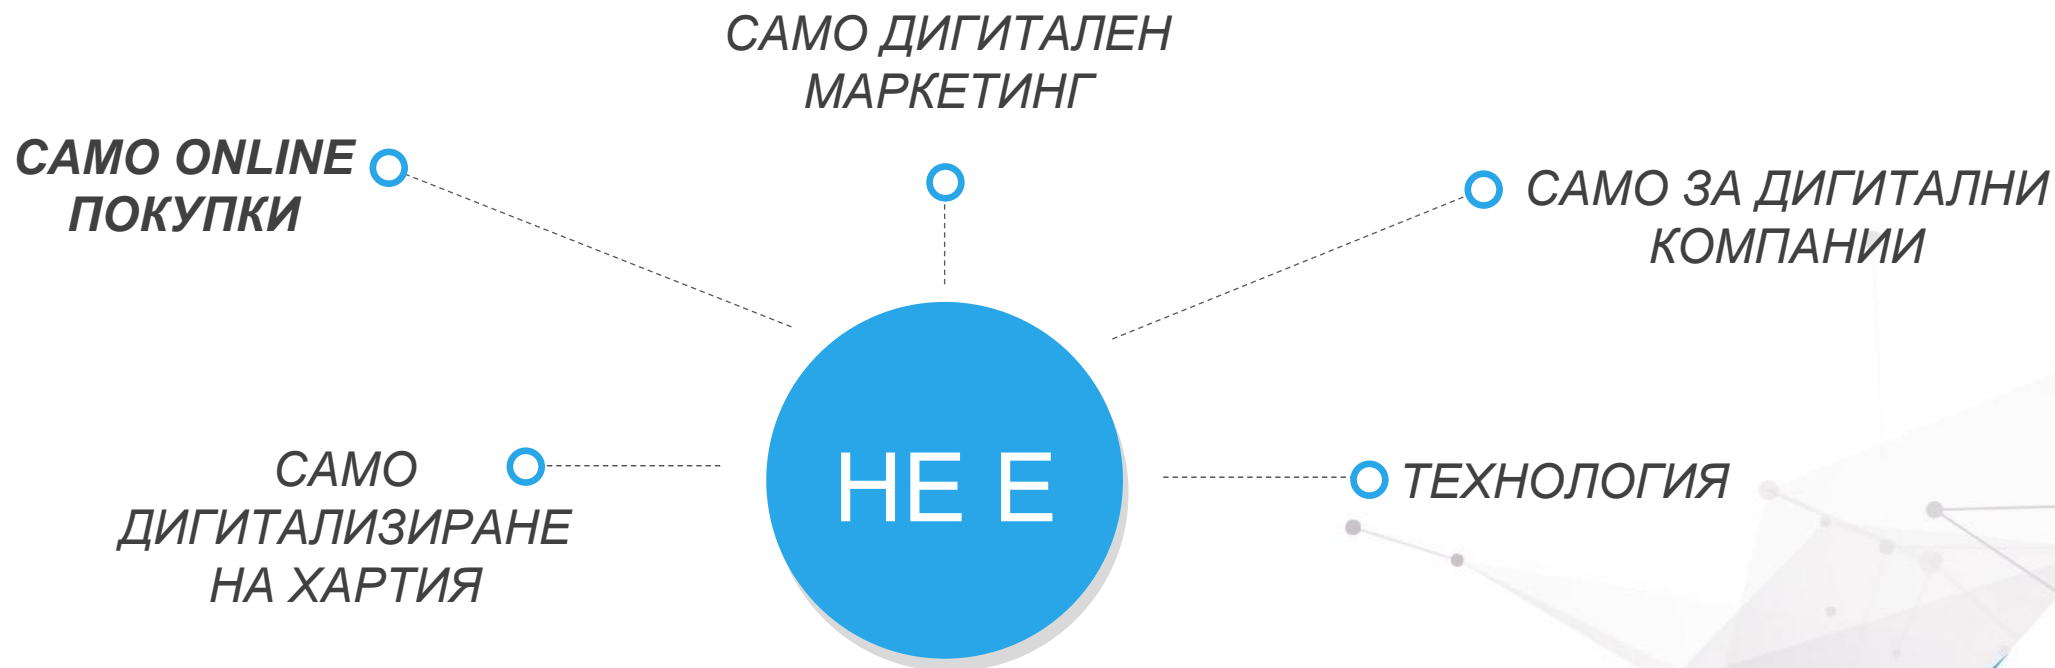 САМО ДИГИТАЛЕН
МАРКЕТИНГ
САМО ONLINE
ПОКУПКИ
САМО ЗА ДИГИТАЛНИ
КОМПАНИИ
САМО
ДИГИТАЛИЗИРАНЕ
НА ХАРТИЯ
НЕ Е
ТЕХНОЛОГИЯ